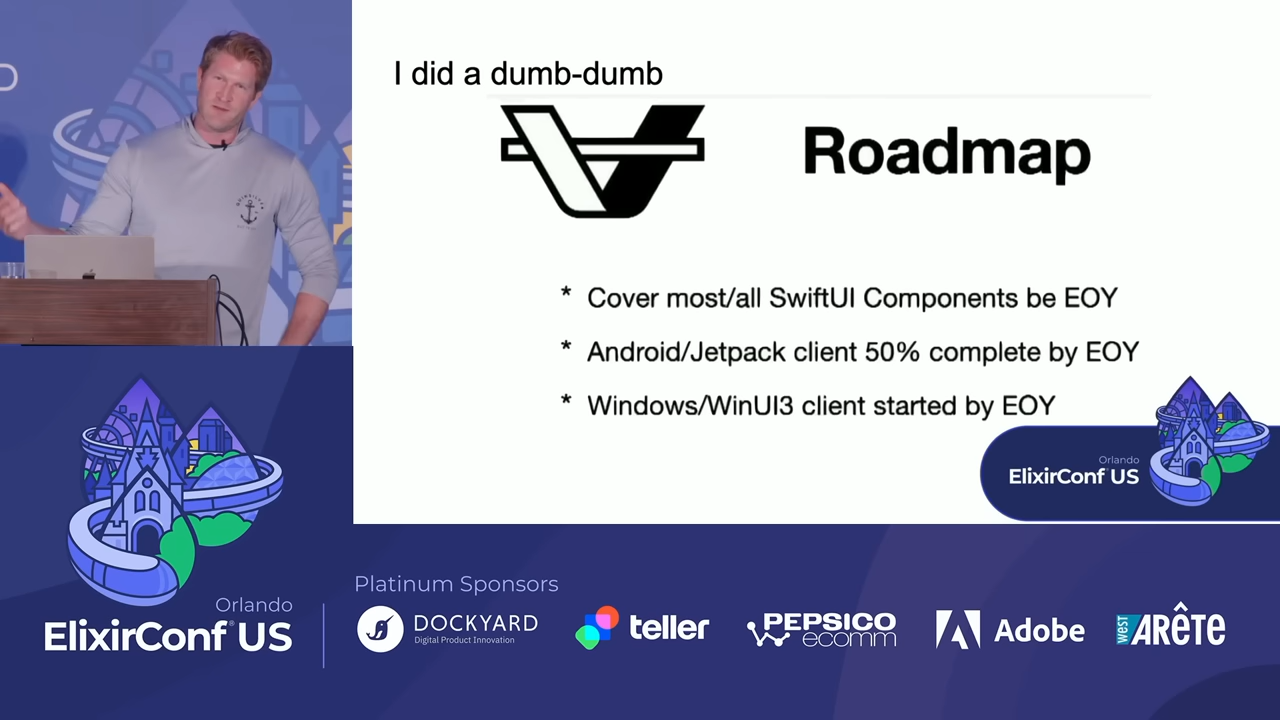 I did a dumb-dumb
Roadmap
* Cover most/all SwiftUI Components be EOY
* Android/Jetpack client 50% complete by EOY
* Windows/WinUI3 client started by EOY
Orlando
ElixirConf US
Orlando
ElixirConf® US
Platinum Sponsors
DOCKYARD
Digital Product Innovation
teller
PEPSICO
ecomm
Adobe
west ARÊTE